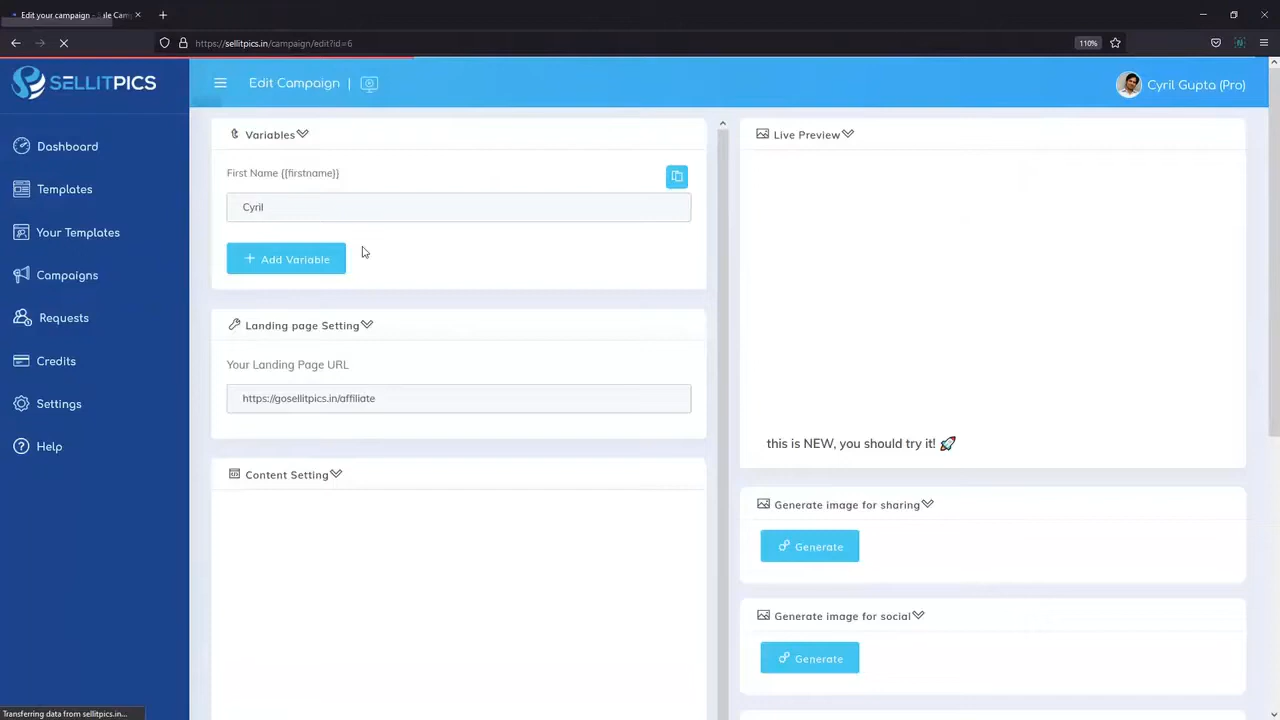 Edit your campaign - ale Cam
https://sellitpics.in/campaign/edit?id=6
110%
SELLITPICS
Edit Campaign |
Cyril Gupta (Pro)
Dashboard
Templates
Your Templates
Campaigns
Requests
Credits
Settings
Help
Variables
First Name {{firstname}}
Cyril
+ Add Variable
Landing page Setting
Your Landing Page URL
https://gosellitpics.in/affiliate
Content Setting
Live Preview
this is NEW, you should try it! 🚀
Generate image for sharing
Generate
Generate image for social
Generate
Transferring data from sellitpics.in...